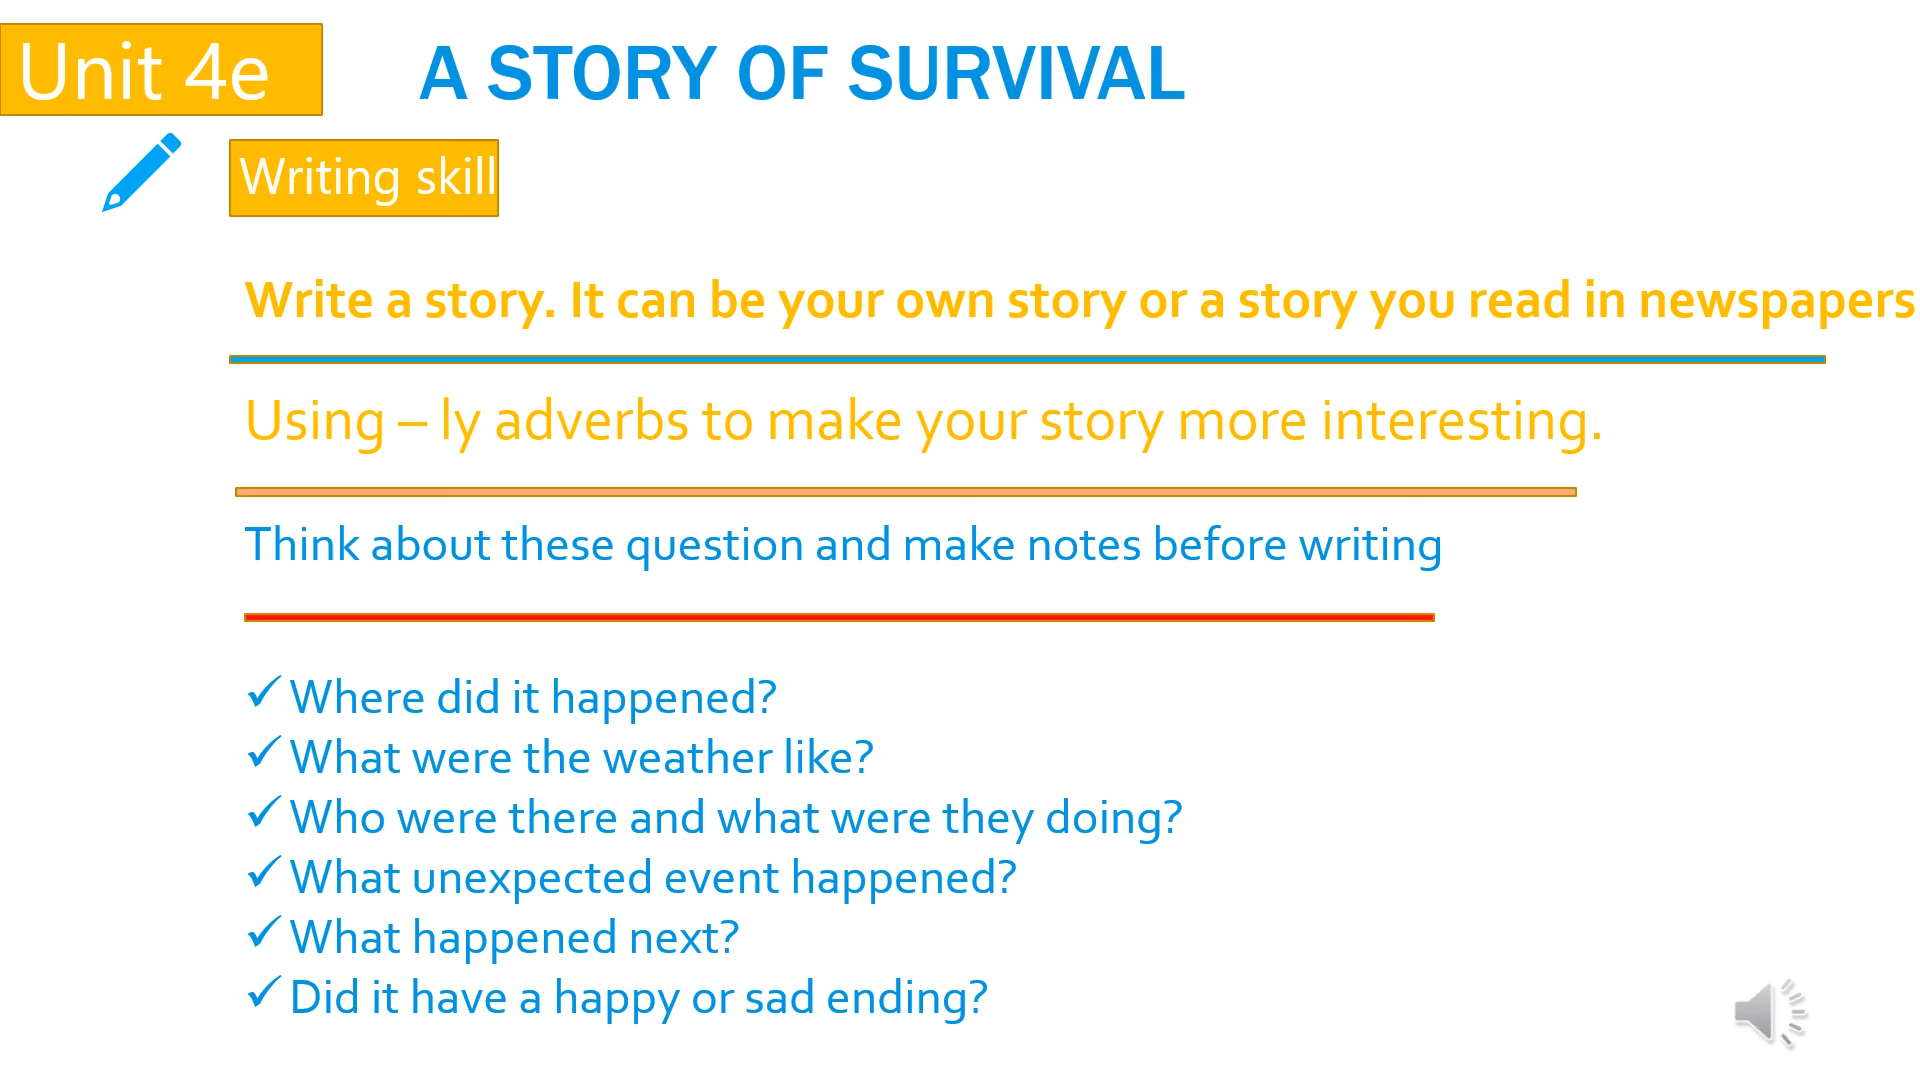 Unit 4e
A STORY OF SURVIVAL
Writing skill
Write a story. It can be your own story or a story you read in newspapers
Using – ly adverbs to make your story more interesting.
Think about these question and make notes before writing
✓ Where did it happened?
✓ What were the weather like?
✓ Who were there and what were they doing?
✓ What unexpected event happened?
✓ What happened next?
✓ Did it have a happy or sad ending?